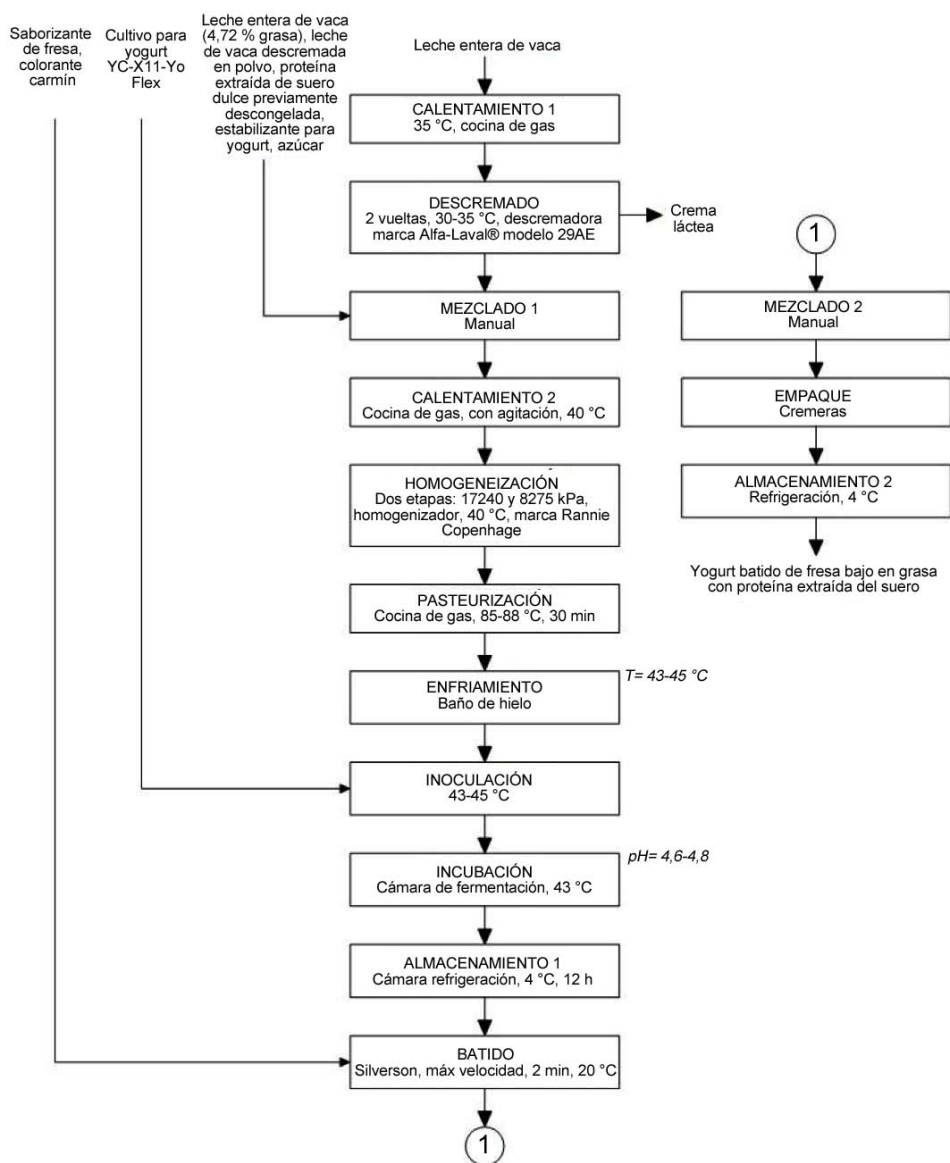 Saborizante
de fresa,
colorante
carmín
Cultivo para
yogurt
YC-X11-Yo
Flex
Leche entera de vaca
(4,72 % grasa), leche
de vaca descremada
en polvo, proteína
extraída de suero
dulce previamente
descongelada,
estabilizante para
yogurt, azúcar
Leche entera de vaca
CALENTAMIENTO 1
35 °C, cocina de gas
DESCREMADO
2 vueltas, 30-35 °C, descremadora
marca Alfa-Laval® modelo 29AE
Crema
láctea
MEZCLADO 1
Manual
CALENTAMIENTO 2
Cocina de gas, con agitación, 40 °C
HOMOGENEIZACIÓN
Dos etapas: 17240 y 8275 kPa,
homogenizador, 40 °C, marca Rannie
Copenhage
PASTEURIZACIÓN
Cocina de gas, 85-88 °C, 30 min
ENFRIAMIENTO
Baño de hielo
T= 43-45 °C
INOCULACIÓN
43-45 °C
INCUBACIÓN
Cámara de fermentación, 43 °C
pH= 4,6-4,8
ALMACENAMIENTO 1
Cámara refrigeración, 4 °C, 12 h
BATIDO
Silverson, máx velocidad, 2 min, 20 °C
1
1
MEZCLADO 2
Manual
EMPAQUE
Cremeras
ALMACENAMIENTO 2
Refrigeración, 4 °C
Yogurt batido de fresa bajo en grasa
con proteína extraída del suero